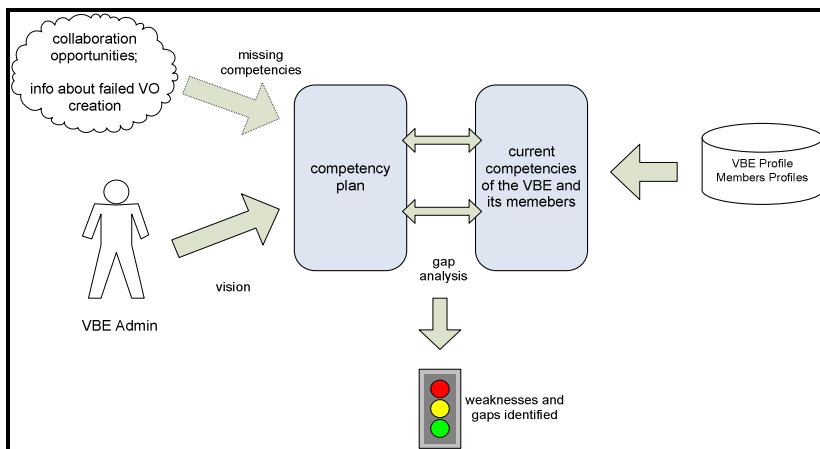 collaboration
opportunities;
info about failed VO
creation
missing
competencies
competency
plan
current
competencies
of the VBE and
its memebers
VBE Profile
Members Profiles
VBE Admin
vision
gap
analysis
weaknesses and
gaps identified